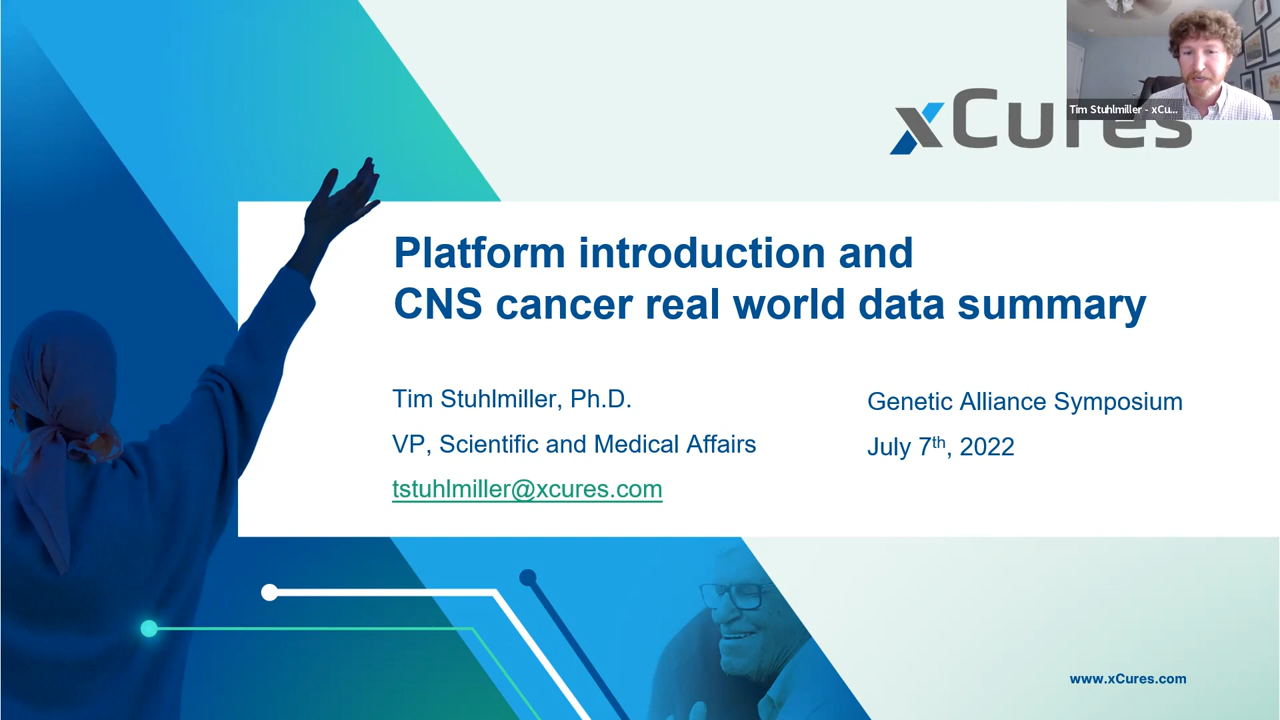 Tim Stuhlmiller - xCu...
xCures
Platform introduction and
CNS cancer real world data summary
Tim Stuhlmiller, Ph.D.
VP, Scientific and Medical Affairs
tstuhlmiller@xcures.com
Genetic Alliance Symposium
July 7th, 2022
www.xCures.com